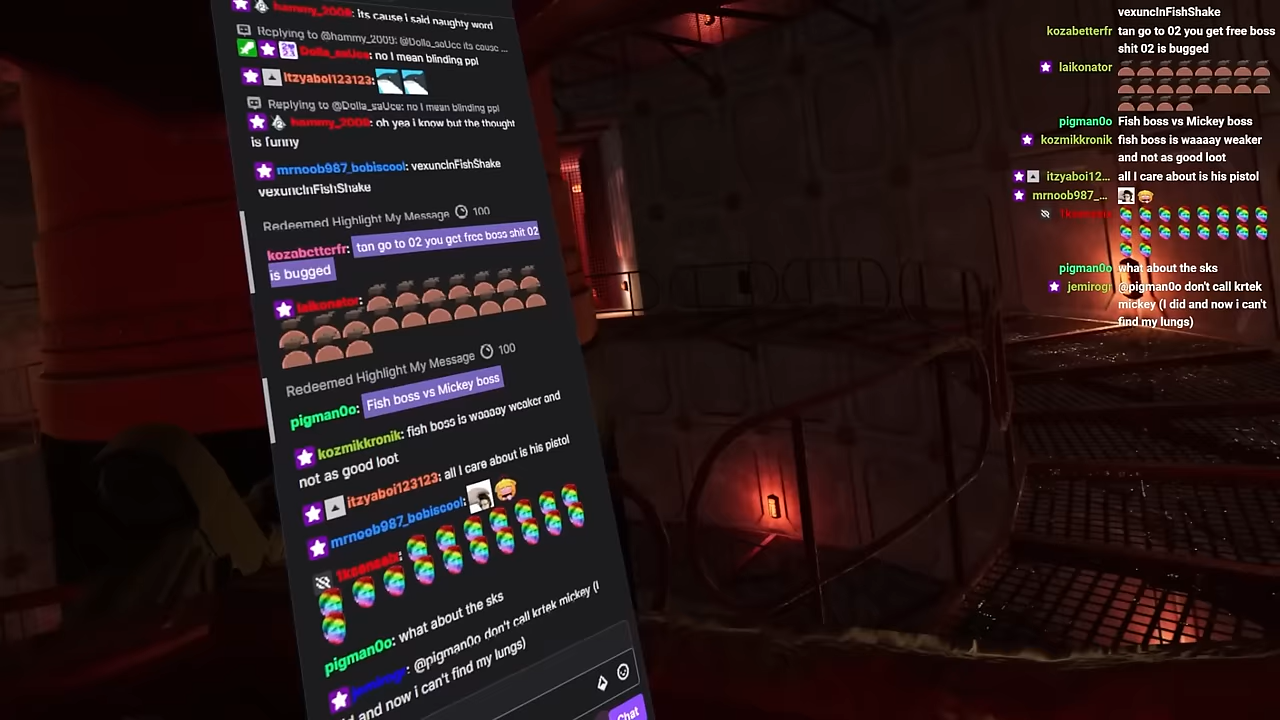 hammy_2009: its cause i said naughty word
Replying to @hammy_2009: @Dolla_saUce its cause ...
Dolla_saUce: no I mean blinding ppl
itzyaboi123123:
Replying to @Dolla_saUce: no I mean blinding ppl
hammy_2009: oh yea i know but the thought
is funny
mrnoob987_bobiscool: vexuncInFishShake
vexuncInFishShake
Redeemed Highlight My Message 100
kozabetterfr: tan go to 02 you get free boss shit 02
is bugged
laikonator:
Redeemed Highlight My Message 100
pigman0o: Fish boss vs Mickey boss
kozmikkronik: fish boss is waaaay weaker and
not as good loot
itzyaboi123123: all I care about is his pistol
mrnoob987_bobiscool:
pigman0o: what about the sks
jemirogr: @pigman0o don't call krtek mickey (I
did and now i can't find my lungs)
Chat
vexuncInFishShake
kozabetterfr tan go to 02 you get free boss
shit 02 is bugged
laikonator
pigman0o Fish boss vs Mickey boss
kozmikkronik fish boss is waaaay weaker
and not as good loot
itzyaboi12... all I care about is his pistol
mrnoob987_...
pigman0o what about the sks
jemirogr @pigman0o don't call krtek
mickey (I did and now i can't
find my lungs)